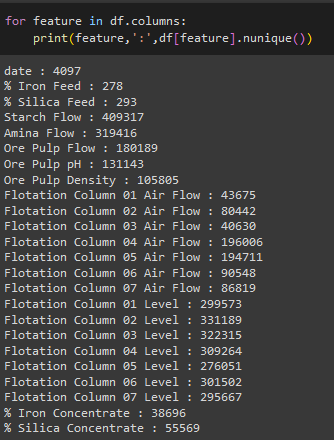 for feature in df.columns:
    print(feature,':',df[feature].nunique())
date : 4097
% Iron Feed : 278
% Silica Feed : 293
Starch Flow : 409317
Amina Flow : 319416
Ore Pulp Flow : 180189
Ore Pulp pH : 131143
Ore Pulp Density : 105805
Flotation Column 01 Air Flow : 43675
Flotation Column 02 Air Flow : 80442
Flotation Column 03 Air Flow : 40630
Flotation Column 04 Air Flow : 196006
Flotation Column 05 Air Flow : 194711
Flotation Column 06 Air Flow : 90548
Flotation Column 07 Air Flow : 86819
Flotation Column 01 Level : 299573
Flotation Column 02 Level : 331189
Flotation Column 03 Level : 322315
Flotation Column 04 Level : 309264
Flotation Column 05 Level : 276051
Flotation Column 06 Level : 301502
Flotation Column 07 Level : 295667
% Iron Concentrate : 38696
% Silica Concentrate : 55569